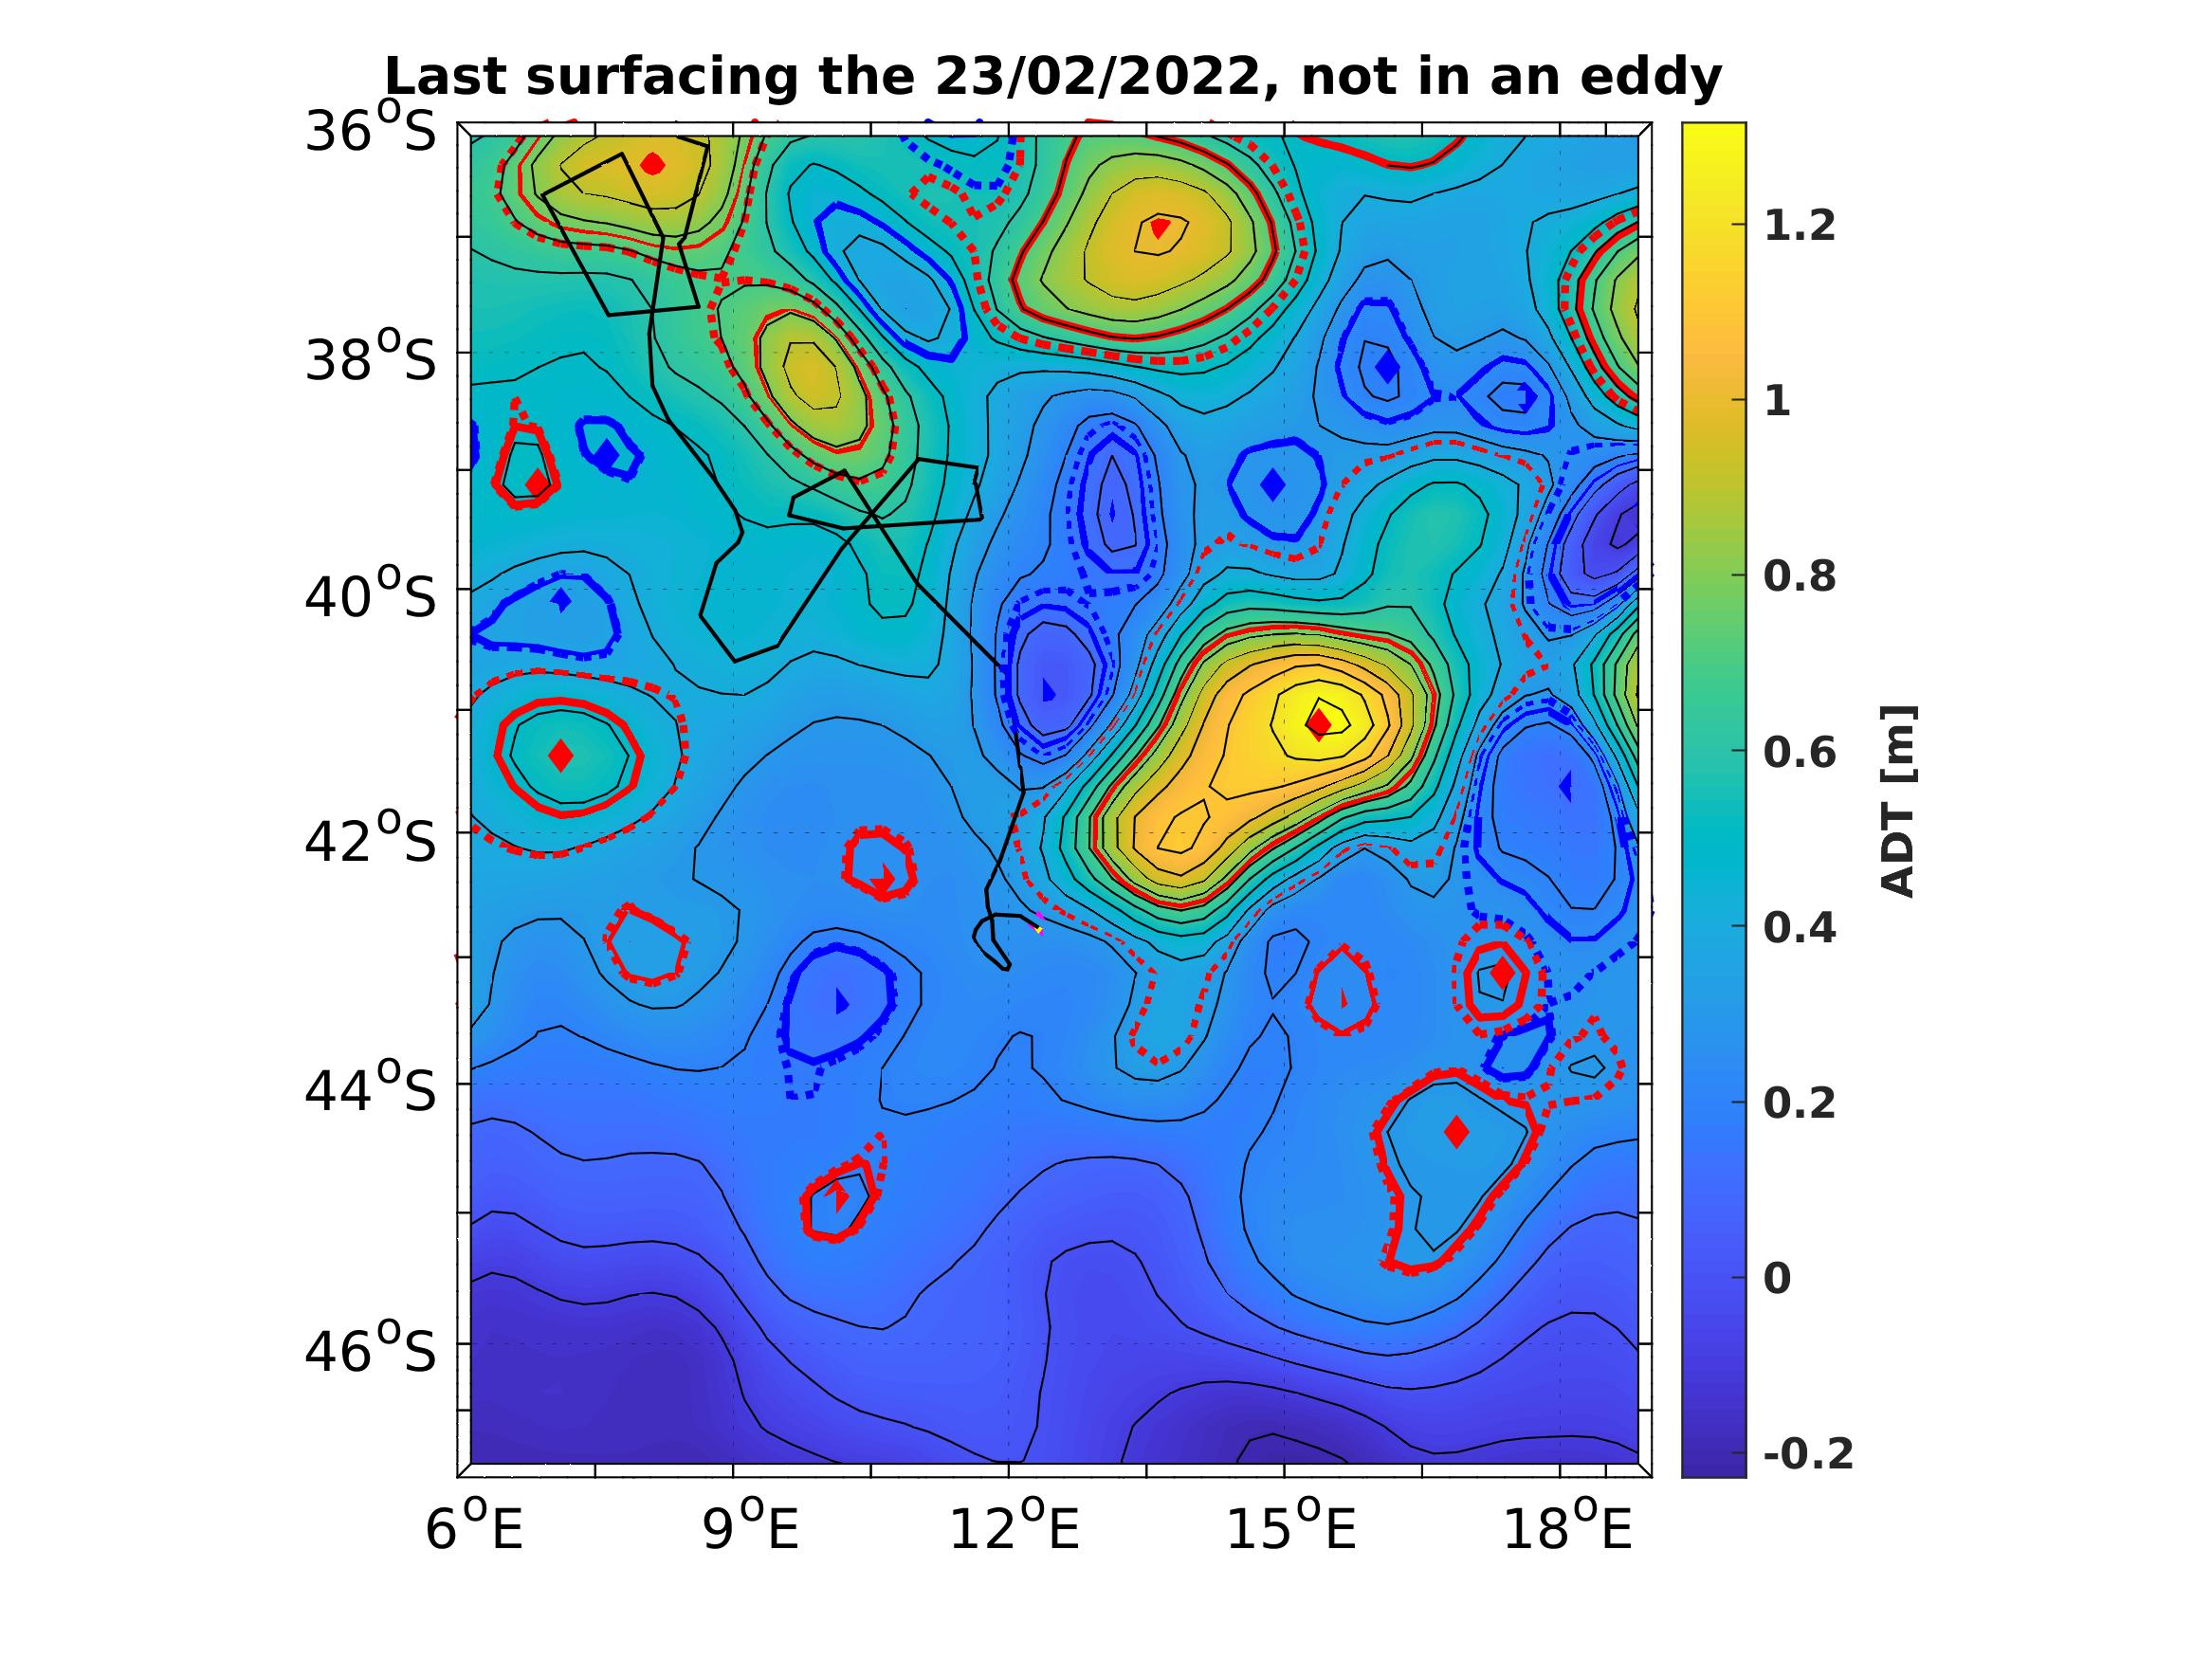 Last surfacing the 23/02/2022, not in an eddy
36°S
38°S
40°S
42°S
44°S
46°S
6°E
9°E
12°E
15°E
18°E
1.2
1
0.8
0.6
0.4
0.2
0
-0.2
ADT [m]